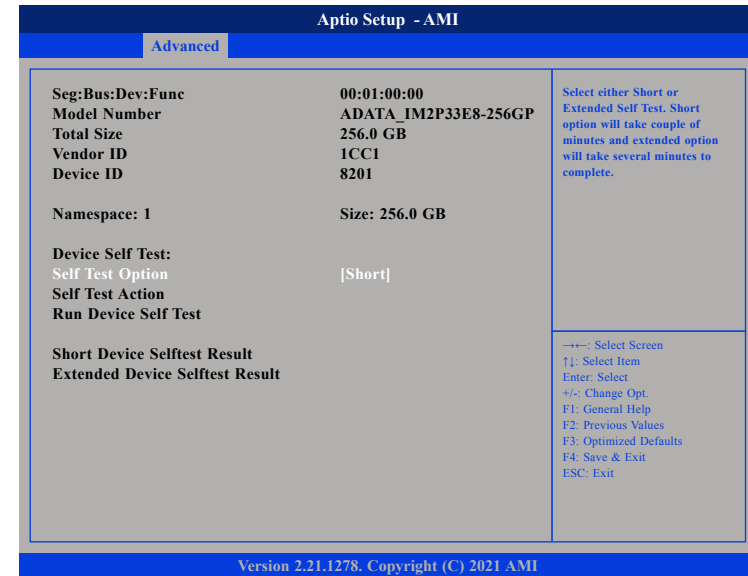 Aptio Setup - AMI
Advanced
Seg:Bus:Dev:Func 00:01:00:00
Model Number ADATA_IM2P33E8-256GP
Total Size 256.0 GB
Vendor ID 1CC1
Device ID 8201
Namespace: 1 Size: 256.0 GB
Device Self Test:
Self Test Option [Short]
Self Test Action
Run Device Self Test
Short Device Selftest Result
Extended Device Selftest Result
Select either Short or
Extended Self Test. Short
option will take couple of
minutes and extended option
will take several minutes to
complete.
→←: Select Screen
↑↓: Select Item
Enter: Select
+/-: Change Opt.
F1: General Help
F2: Previous Values
F3: Optimized Defaults
F4: Save & Exit
ESC: Exit
Version 2.21.1278. Copyright (C) 2021 AMI